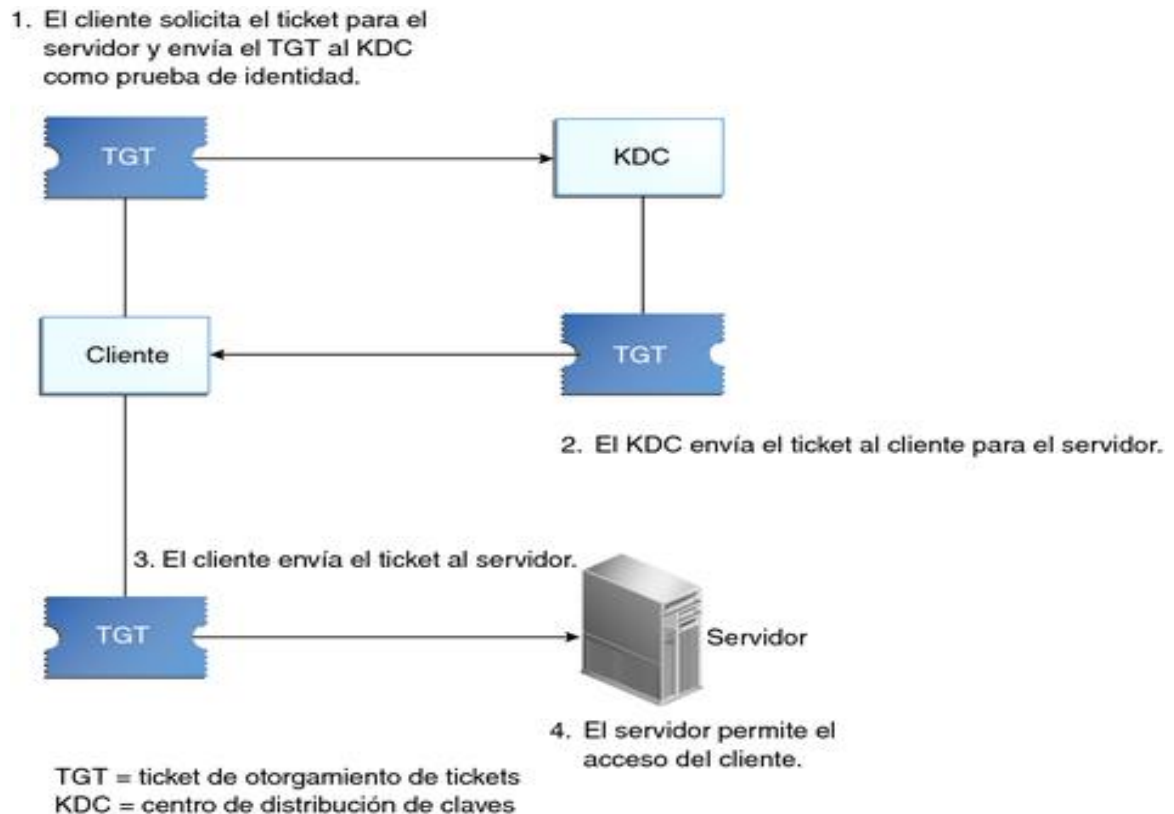 1. El cliente solicita el ticket para el
servidor y envía el TGT al KDC
como prueba de identidad.
TGT
KDC
Cliente
TGT
2. El KDC envía el ticket al cliente para el servidor.
3. El cliente envía el ticket al servidor.
TGT
Servidor
4. El servidor permite el
acceso del cliente.
TGT = ticket de otorgamiento de tickets
KDC = centro de distribución de claves